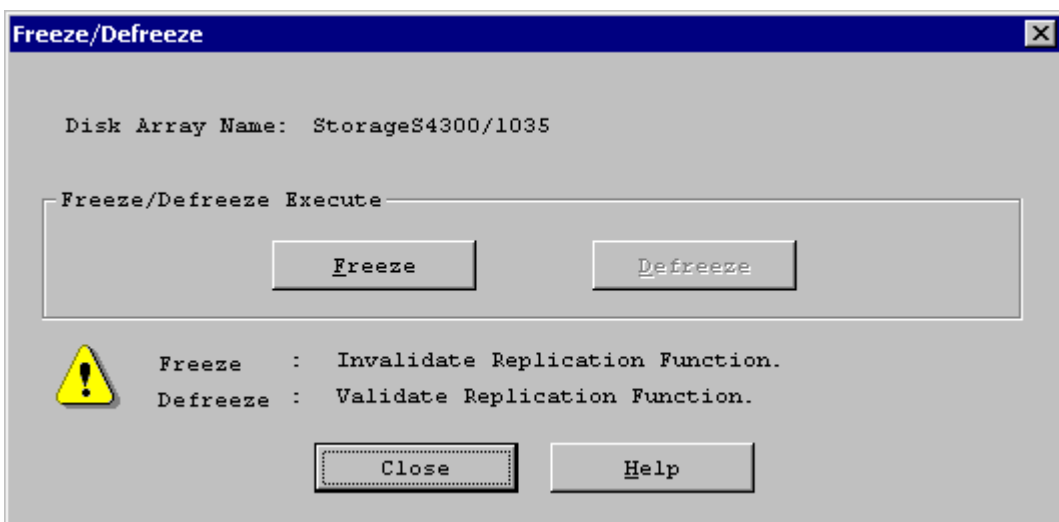 Freeze/Defreeze
Disk Array Name: StorageS4300/1035
Freeze/Defreeze Execute
Freeze Defreeze
Freeze : Invalidate Replication Function.
Defreeze : Validate Replication Function.
Close Help